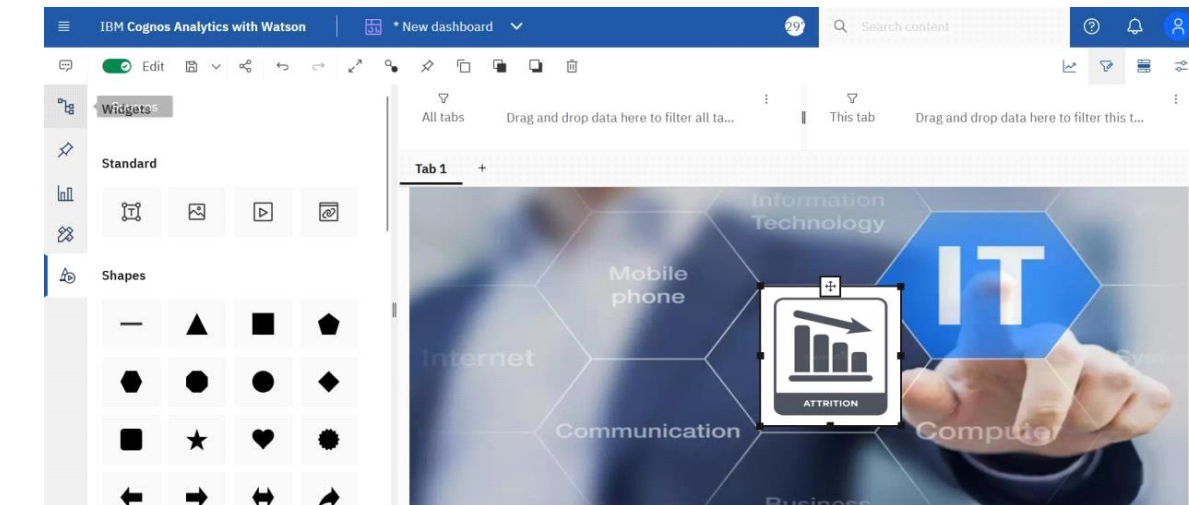 IBM Cognos Analytics with Watson
* New dashboard
Search content
Edit
Widgets
All tabs
Drag and drop data here to filter all ta...
This tab
Drag and drop data here to filter this t...
Standard
Tab 1
+
Information
Technology
IT
Mobile
phone
Shapes
Internet
ATTRITION
Communication
Computer
Business